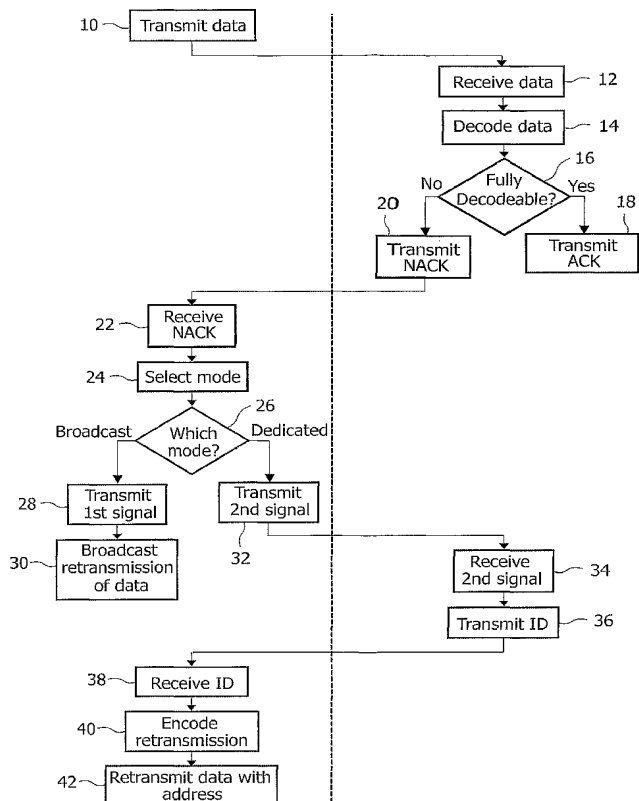 10
Transmit data
Receive data
12
Decode data
14
16
No
Fully
Decodeable?
Yes
20
18
Transmit
NACK
Transmit
ACK
22
Receive
NACK
24
Select mode
26
Broadcast
Which
mode?
Dedicated
28
Transmit
1st signal
Transmit
2nd signal
32
30
Broadcast
retransmission
of data
Receive
2nd signal
34
Transmit ID
36
38
Receive ID
40
Encode
retransmission
42
Retransmit data with
address